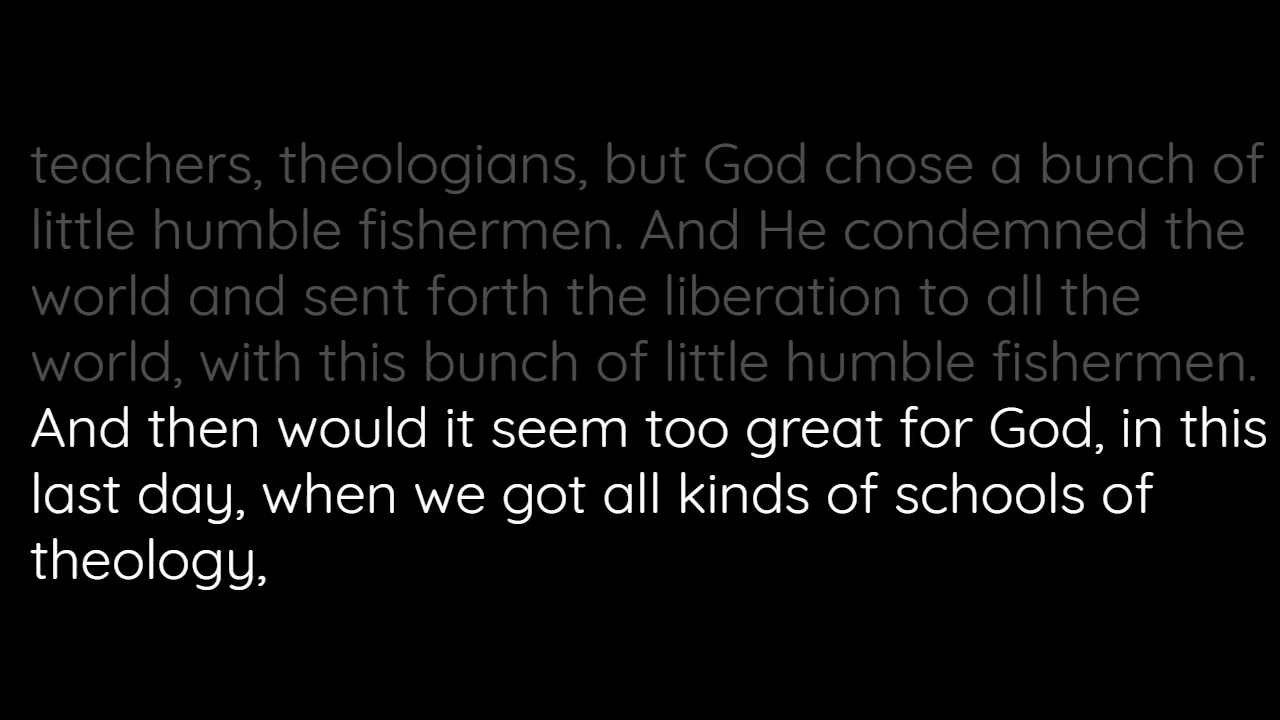 teachers, theologians, but God chose a bunch of
little humble fishermen. And He condemned the
world and sent forth the liberation to all the
world, with this bunch of little humble fishermen.
And then would it seem too great for God, in this
last day, when we got all kinds of schools of
theology,